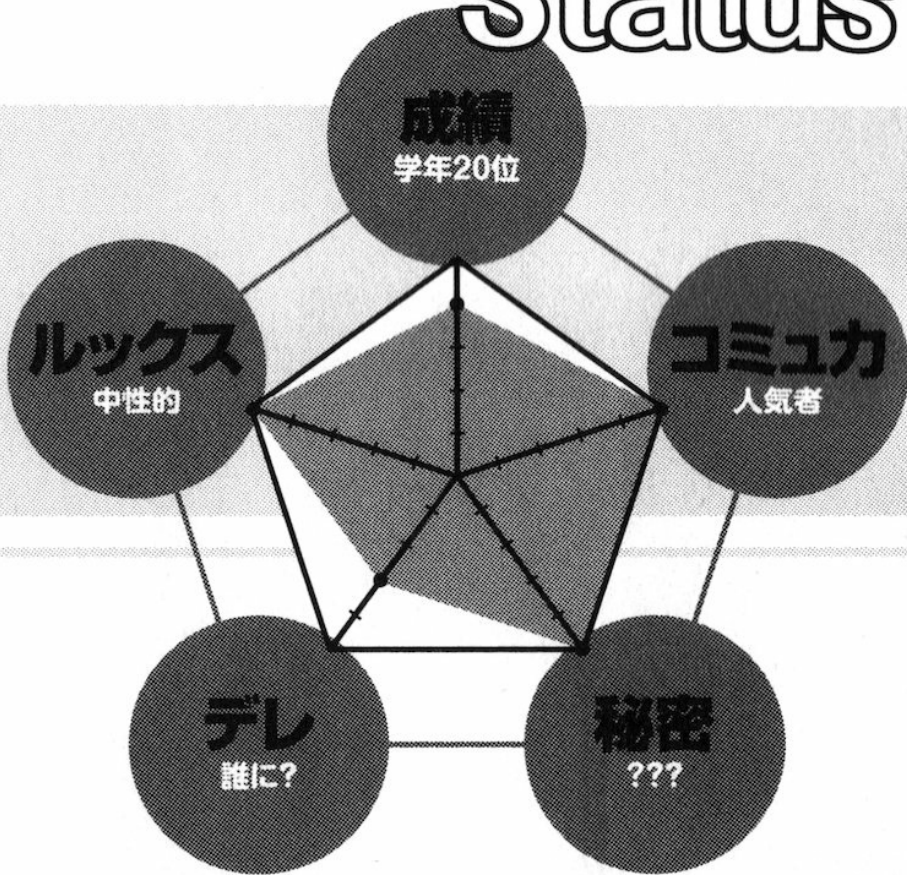 Status
成績
学年20位
ルックス
中性的
コミュ力
人気者
デレ
誰に?
秘密
???